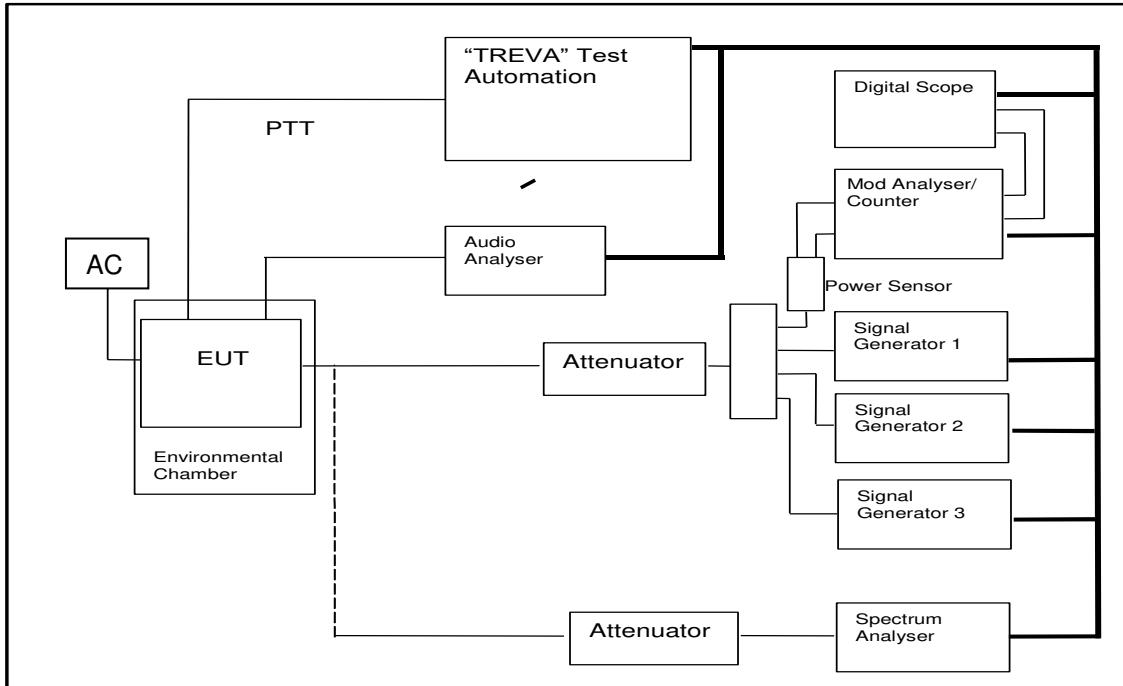 “TREVA” Test
Automation
Digital Scope
PTT
Mod Analyser/
Counter
Audio
Analyser
AC
Power Sensor
EUT
Attenuator
Signal
Generator 1
Signal
Generator 2
Environmental
Chamber
Signal
Generator 3
Attenuator
Spectrum
Analyser